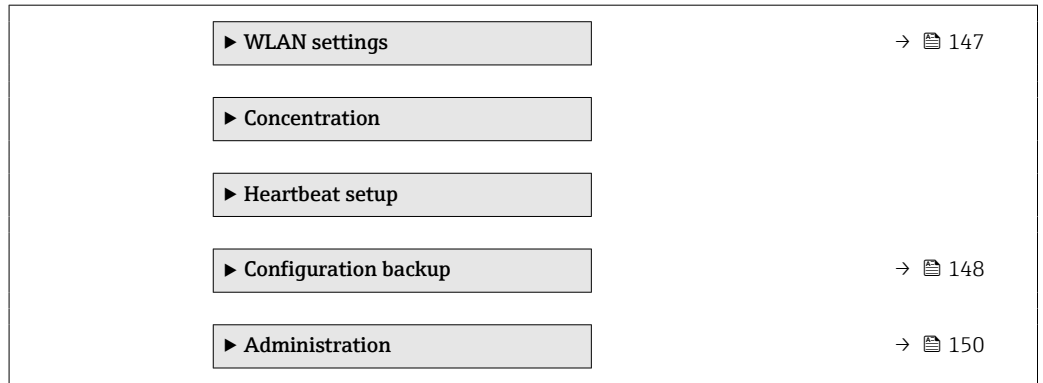 ▶ WLAN settings → 147
▶ Concentration
▶ Heartbeat setup
▶ Configuration backup → 148
▶ Administration → 150